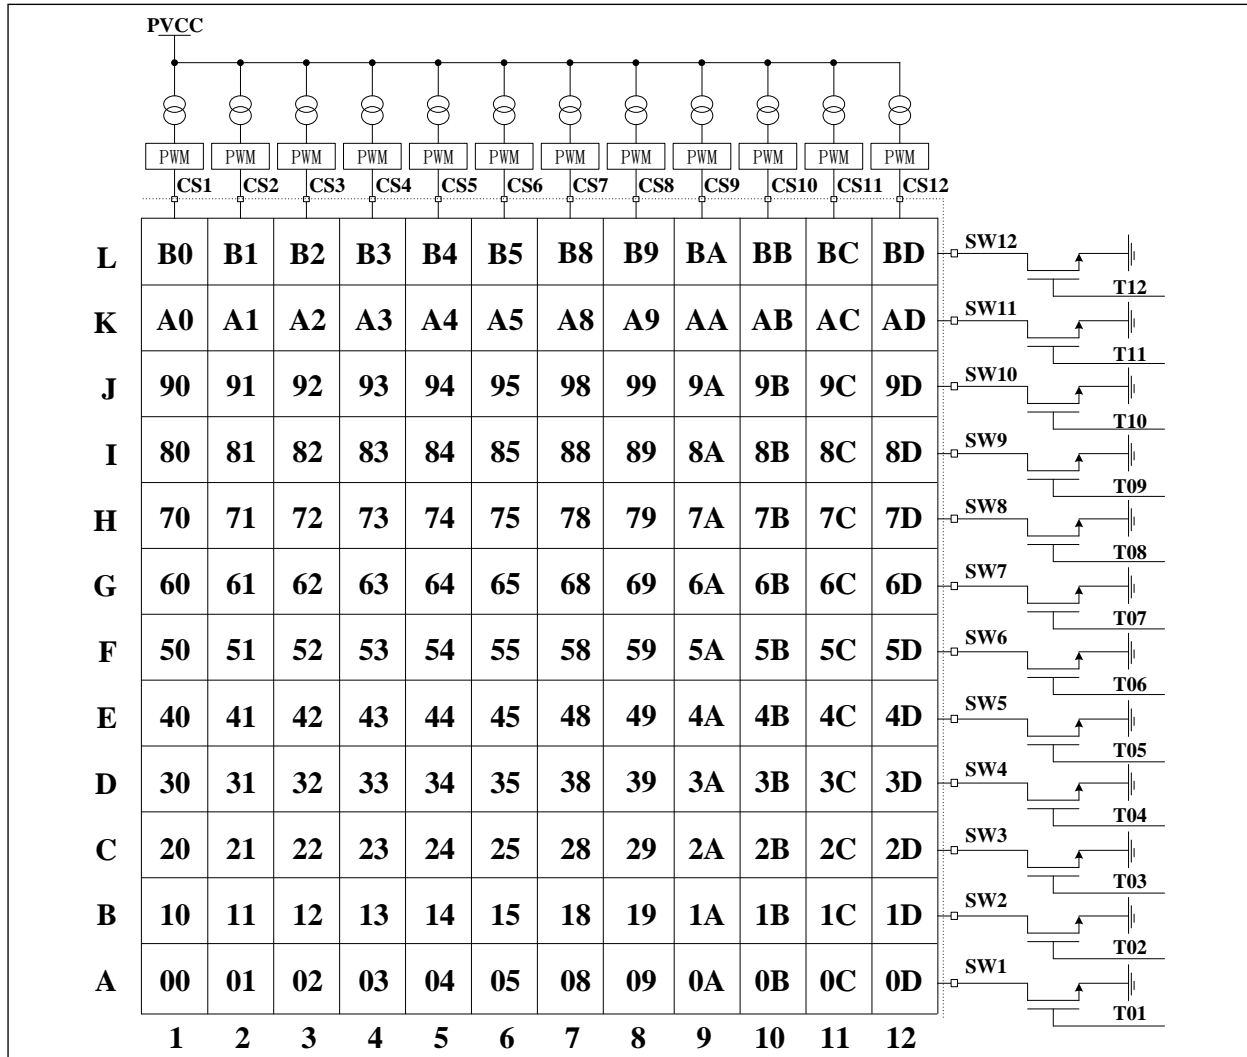 PVCC
PWM PWM PWM PWM PWM PWM PWM PWM PWM PWM PWM PWM
CS1 CS2 CS3 CS4 CS5 CS6 CS7 CS8 CS9 CS10 CS11 CS12
L B0 B1 B2 B3 B4 B5 B8 B9 BA BB BC BD SW12
T12
K A0 A1 A2 A3 A4 A5 A8 A9 AA AB AC AD SW11
T11
J 90 91 92 93 94 95 98 99 9A 9B 9C 9D SW10
T10
I 80 81 82 83 84 85 88 89 8A 8B 8C 8D SW9
T09
H 70 71 72 73 74 75 78 79 7A 7B 7C 7D SW8
T08
G 60 61 62 63 64 65 68 69 6A 6B 6C 6D SW7
T07
F 50 51 52 53 54 55 58 59 5A 5B 5C 5D SW6
T06
E 40 41 42 43 44 45 48 49 4A 4B 4C 4D SW5
T05
D 30 31 32 33 34 35 38 39 3A 3B 3C 3D SW4
T04
C 20 21 22 23 24 25 28 29 2A 2B 2C 2D SW3
T03
B 10 11 12 13 14 15 18 19 1A 1B 1C 1D SW2
T02
A 00 01 02 03 04 05 08 09 0A 0B 0C 0D SW1
T01
1 2 3 4 5 6 7 8 9 10 11 12